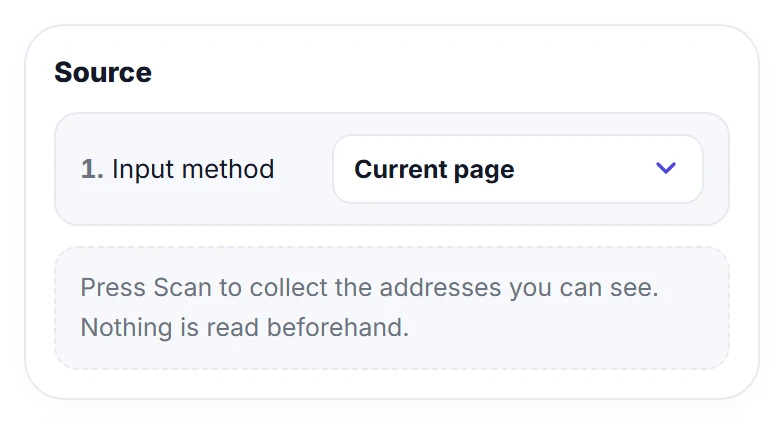 Source
1. Input method
Current page
Press Scan to collect the addresses you can see.
Nothing is read beforehand.